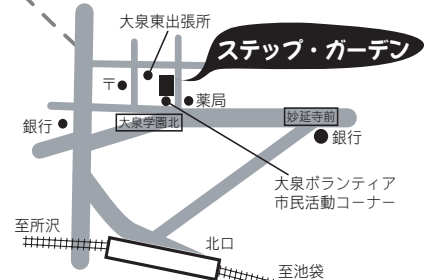 大泉東出張所
ステップ・ガーデン
〒
薬局
銀行
大泉学園北
妙延寺前
銀行
大泉ボランティア
市民活動コーナー
至所沢
北口
至池袋